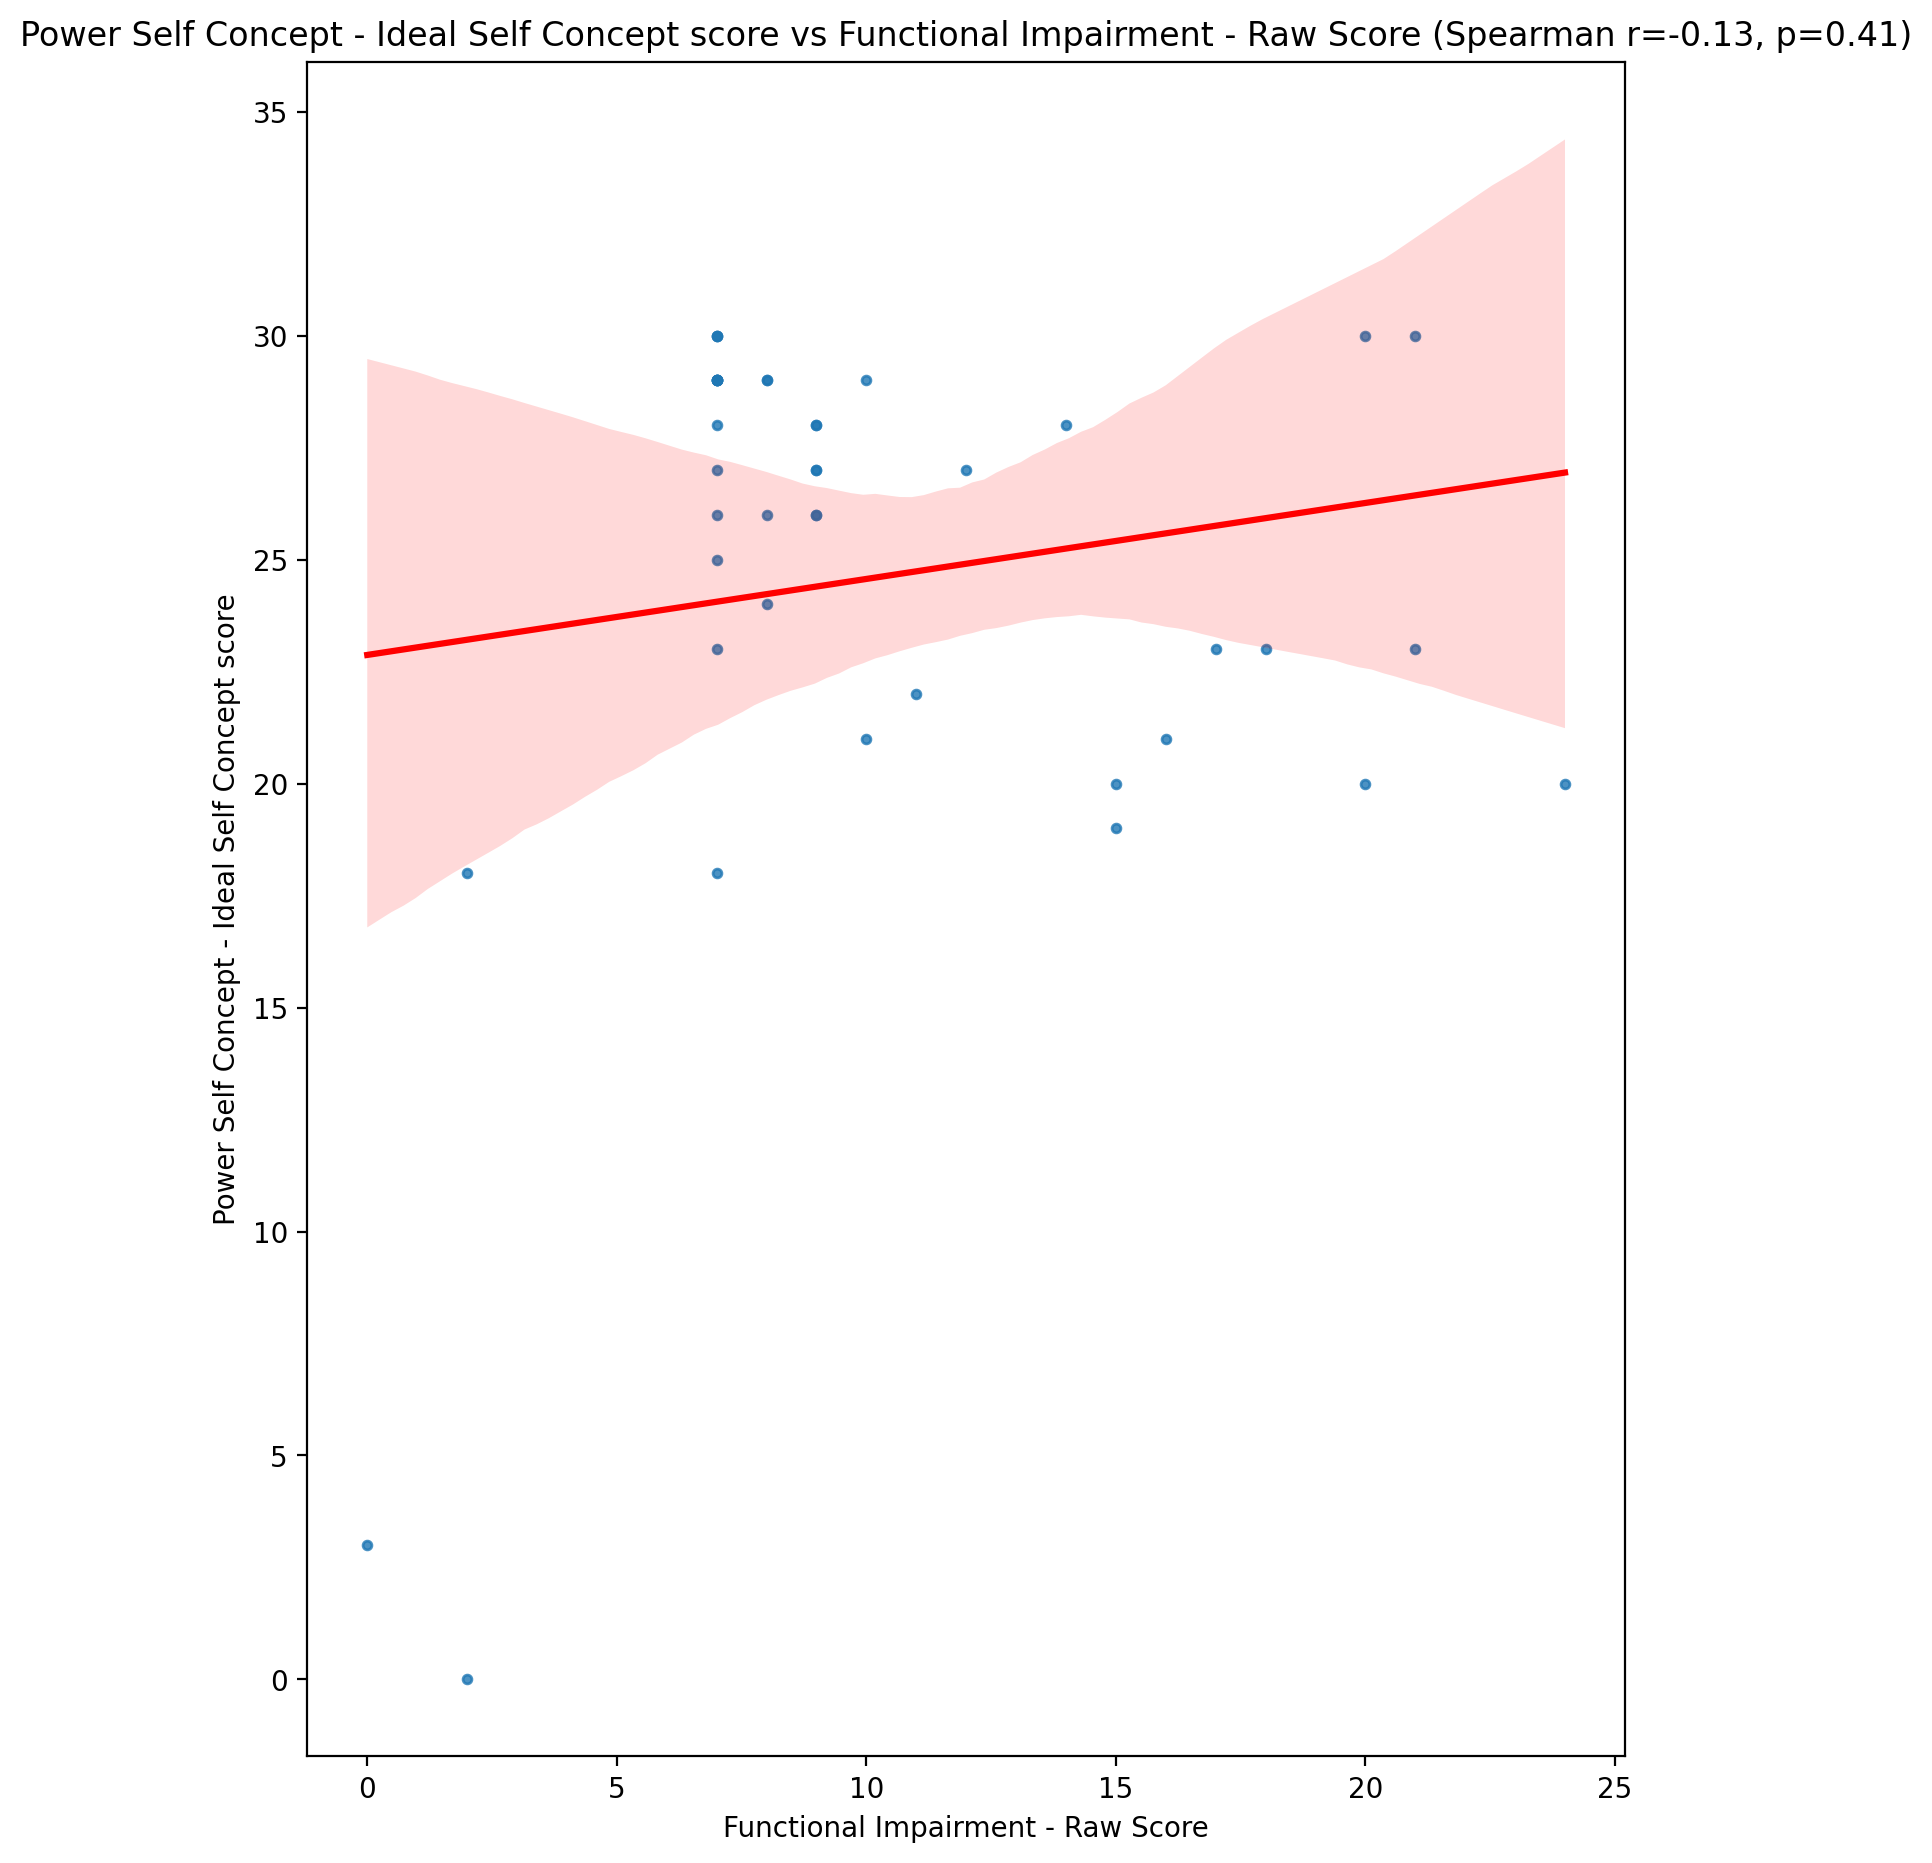 Power Self Concept - Ideal Self Concept score vs Functional Impairment - Raw Score (Spearman r=-0.13, p=0.41)
35
30
25
20
15
10
5
0
Power Self Concept - Ideal Self Concept score
0 5 10 15 20 25
Functional Impairment - Raw Score